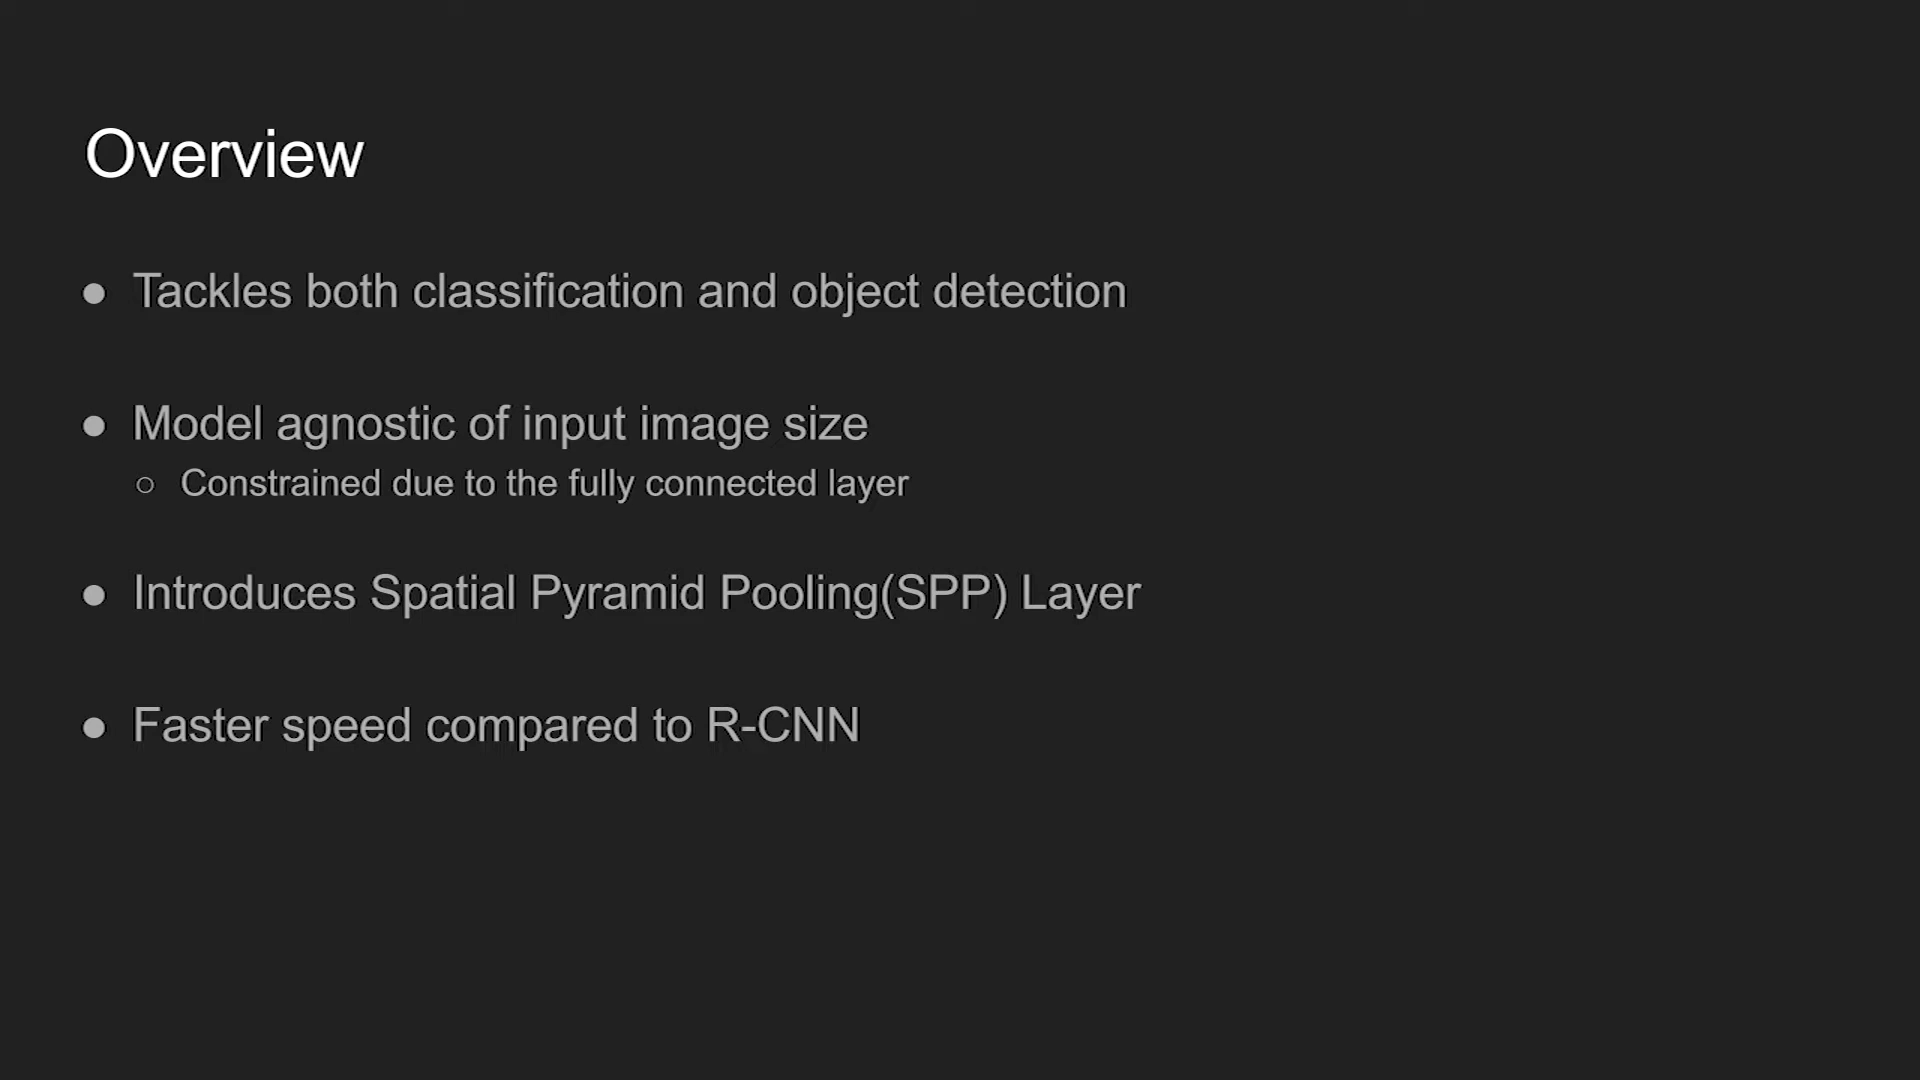 Overview
● Tackles both classification and object detection
● Model agnostic of input image size
○ Constrained due to the fully connected layer
● Introduces Spatial Pyramid Pooling(SPP) Layer
● Faster speed compared to R-CNN